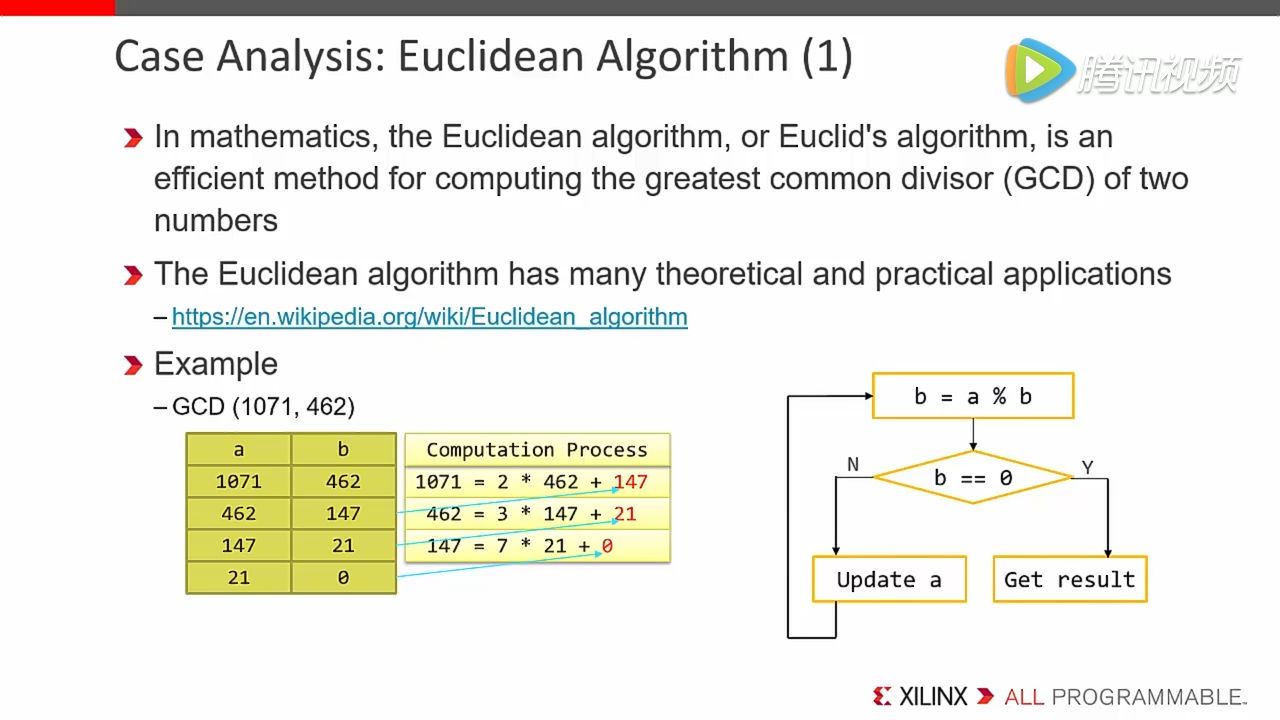 Case Analysis: Euclidean Algorithm (1)
腾讯视频
In mathematics, the Euclidean algorithm, or Euclid's algorithm, is an
efficient method for computing the greatest common divisor (GCD) of two
numbers
The Euclidean algorithm has many theoretical and practical applications
– https://en.wikipedia.org/wiki/Euclidean_algorithm
Example
– GCD (1071, 462)
a b
1071 462
462 147
147 21
21 0
Computation Process
1071 = 2 * 462 + 147
462 = 3 * 147 + 21
147 = 7 * 21 + 0
b = a % b
b == 0
N
Y
Update a
Get result
XILINX ALL PROGRAMMABLE™